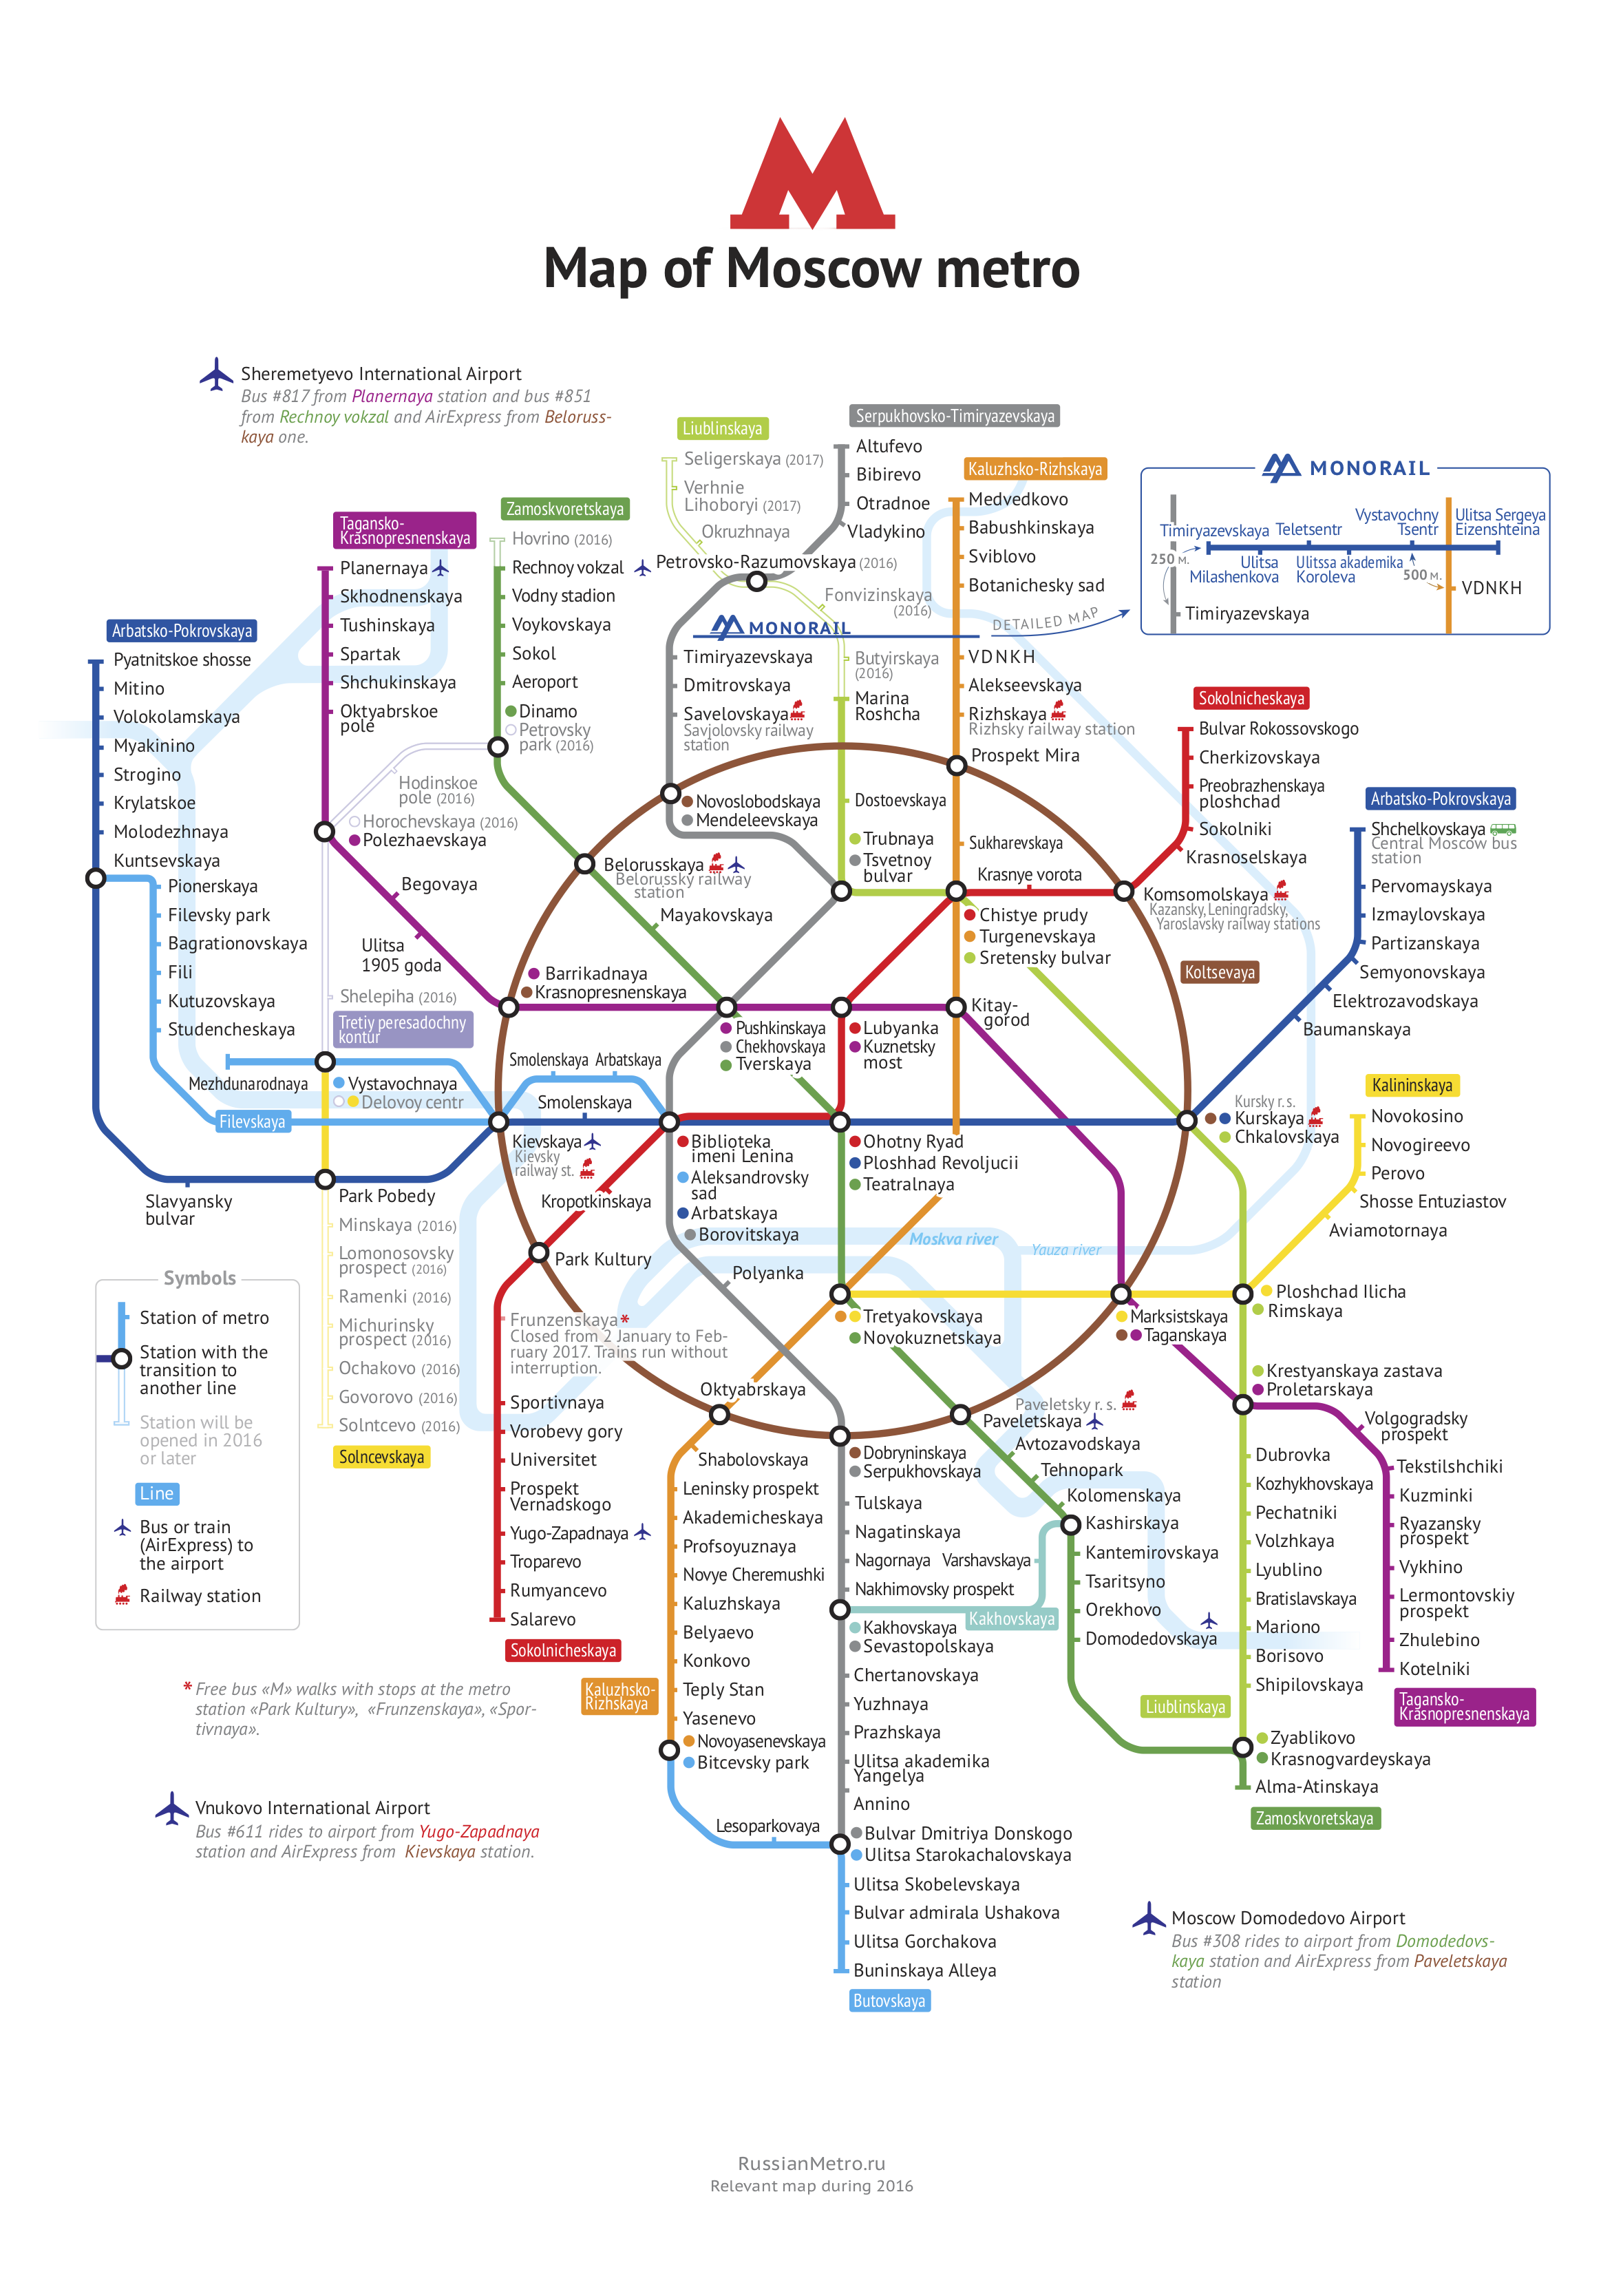 Map of Moscow metro
Sheremetyevo International Airport
Bus #817 from Planernaya station and bus #851
from Rechnoy vokzal and AirExpress from Beloruss-
kaya one.
Liublinskaya
Seligerskaya (2017)
Verhnie
Lihoboryi (2017)
Okruzhnaya
Petrovsko-Razumovskaya (2016)
Fonvizinskaya
(2016)
Butyirskaya
(2016)
Marina
Roshcha
Dostoevskaya
Trubnaya
Tsvetnoy
bulvar
Serpukhovsko-Timiryazevskaya
Altufevo
Bibirevo
Otradnoe
Vladykino
MONORAIL
DETAILED MAP
Timiryazevskaya
Dmitrovskaya
Savelovskaya
Savjolovsky railway
station
Novoslobodskaya
Mendeleevskaya
Kaluzhsko-Rizhskaya
Medvedkovo
Babushkinskaya
Sviblovo
Botanichesky sad
VDNKH
Alekseevskaya
Rizhskaya
Rizhsky railway station
Prospekt Mira
Sukharevskaya
MONORAIL
Timiryazevskaya
Teletsentr
Vystavochny
Tsentr
Ulitsa Sergeya
Eizenshteina
250 м.
Ulitsa
Milashenkova
Ulitssa akademika
Koroleva
500 м.
VDNKH
Timiryazevskaya
Tagansko-
Krasnopresnenskaya
Planernaya
Skhodnenskaya
Tushinskaya
Spartak
Shchukinskaya
Oktyabrskoe
pole
Hodinskoe
pole (2016)
Horochevskaya (2016)
Polezhaevskaya
Begovaya
Ulitsa
1905 goda
Shelepiha (2016)
Tretiy peresadochny
kontur
Zamoskvoretskaya
Hovrino (2016)
Rechnoy vokzal
Vodny stadion
Voykovskaya
Sokol
Aeroport
Dinamo
Petrovsky
park (2016)
Belorusskaya
Belorussky railway
station
Mayakovskaya
Barrikadnaya
Krasnopresnenskaya
Arbatsko-Pokrovskaya
Pyatnitskoe shosse
Mitino
Volokolamskaya
Myakinino
Strogino
Krylatskoe
Molodezhnaya
Kuntsevskaya
Pionerskaya
Filevsky park
Bagrationovskaya
Fili
Kutuzovskaya
Studencheskaya
Mezhdunarodnaya
Vystavochnaya
Delovoy centr
Filevskaya
Slavyansky
bulvar
Park Pobedy
Minskaya (2016)
Lomonosovsky
prospect (2016)
Ramenki (2016)
Michurinsky
prospect (2016)
Ochakovo (2016)
Govorovo (2016)
Solntcevo (2016)
Solncevskaya
Sokolnicheskaya
Bulvar Rokossovskogo
Cherkizovskaya
Preobrazhenskaya
ploshchad
Sokolniki
Krasnoselskaya
Komsomolskaya
Kazansky, Leningradsky,
Yaroslavsky railway stations
Krasnye vorota
Chistye prudy
Turgenevskaya
Sretensky bulvar
Koltsevaya
Arbatsko-Pokrovskaya
Shchelkovskaya
Central Moscow bus
station
Pervomayskaya
Izmaylovskaya
Partizanskaya
Semyonovskaya
Elektrozavodskaya
Baumanskaya
Kursky r. s.
Kurskaya
Chkalovskaya
Kitay-
gorod
Pushkinskaya
Chekhovskaya
Tverskaya
Lubyanka
Kuznetsky
most
Smolenskaya
Arbatskaya
Smolenskaya
Kievskaya
Kievsky
railway st.
Kropotkinskaya
Park Kultury
Biblioteka
imeni Lenina
Aleksandrovsky
sad
Arbatskaya
Borovitskaya
Polyanka
Ohotny Ryad
Ploshhad Revoljucii
Teatralnaya
Moskva river
Yauza river
Kalininskaya
Novokosino
Novogireevo
Perovo
Shosse Entuziastov
Aviamotornaya
Ploshchad Ilicha
Rimskaya
Tretyakovskaya
Novokuznetskaya
Marksistskaya
Taganskaya
Krestyanskaya zastava
Proletarskaya
Symbols
Station of metro
Station with the
transition to
another line
Station will be
opened in 2016
or later
Line
Bus or train
(AirExpress) to
the airport
Railway station
Frunzenskaya*
Closed from 2 January to Feb-
ruary 2017. Trains run without
interruption.
Sportivnaya
Vorobevy gory
Universitet
Prospekt
Vernadskogo
Yugo-Zapadnaya
Troparevo
Rumyancevo
Salarevo
Sokolnicheskaya
Oktyabrskaya
Shabolovskaya
Leninsky prospekt
Akademicheskaya
Profsoyuznaya
Novye Cheremushki
Kaluzhskaya
Belyaevo
Konkovo
Teply Stan
Yasenevo
Novoyasenevskaya
Bitcevsky park
Kaluzhsko-
Rizhskaya
Lesoparkovaya
Dobryninskaya
Serpukhovskaya
Tulskaya
Nagatinskaya
Nagornaya
Varshavskaya
Nakhimovsky prospekt
Kakhovskaya
Kakhovskaya
Sevastopolskaya
Chertanovskaya
Yuzhnaya
Prazhskaya
Ulitsa akademika
Yangelya
Annino
Bulvar Dmitriya Donskogo
Ulitsa Starokachalovskaya
Ulitsa Skobelevskaya
Bulvar admirala Ushakova
Ulitsa Gorchakova
Buninskaya Alleya
Butovskaya
Paveletsky r. s.
Paveletskaya
Avtozavodskaya
Tehnopark
Kolomenskaya
Kashirskaya
Kantemirovskaya
Tsaritsyno
Orekhovo
Domodedovskaya
Dubrovka
Kozhykhovskaya
Pechatniki
Volzhkaya
Lyublino
Bratislavskaya
Mariono
Borisovo
Shipilovskaya
Liublinskaya
Zyablikovo
Krasnogvardeyskaya
Alma-Atinskaya
Zamoskvoretskaya
Volgogradsky
prospekt
Tekstilshchiki
Kuzminki
Ryazansky
prospekt
Vykhino
Lermontovskiy
prospekt
Zhulebino
Kotelniki
Tagansko-
Krasnopresnenskaya
* Free bus «M» walks with stops at the metro
station «Park Kultury», «Frunzenskaya», «Spor-
tivnaya».
Vnukovo International Airport
Bus #611 rides to airport from Yugo-Zapadnaya
station and AirExpress from Kievskaya station.
Moscow Domodedovo Airport
Bus #308 rides to airport from Domodedovs-
kaya station and AirExpress from Paveletskaya
station
RussianMetro.ru
Relevant map during 2016